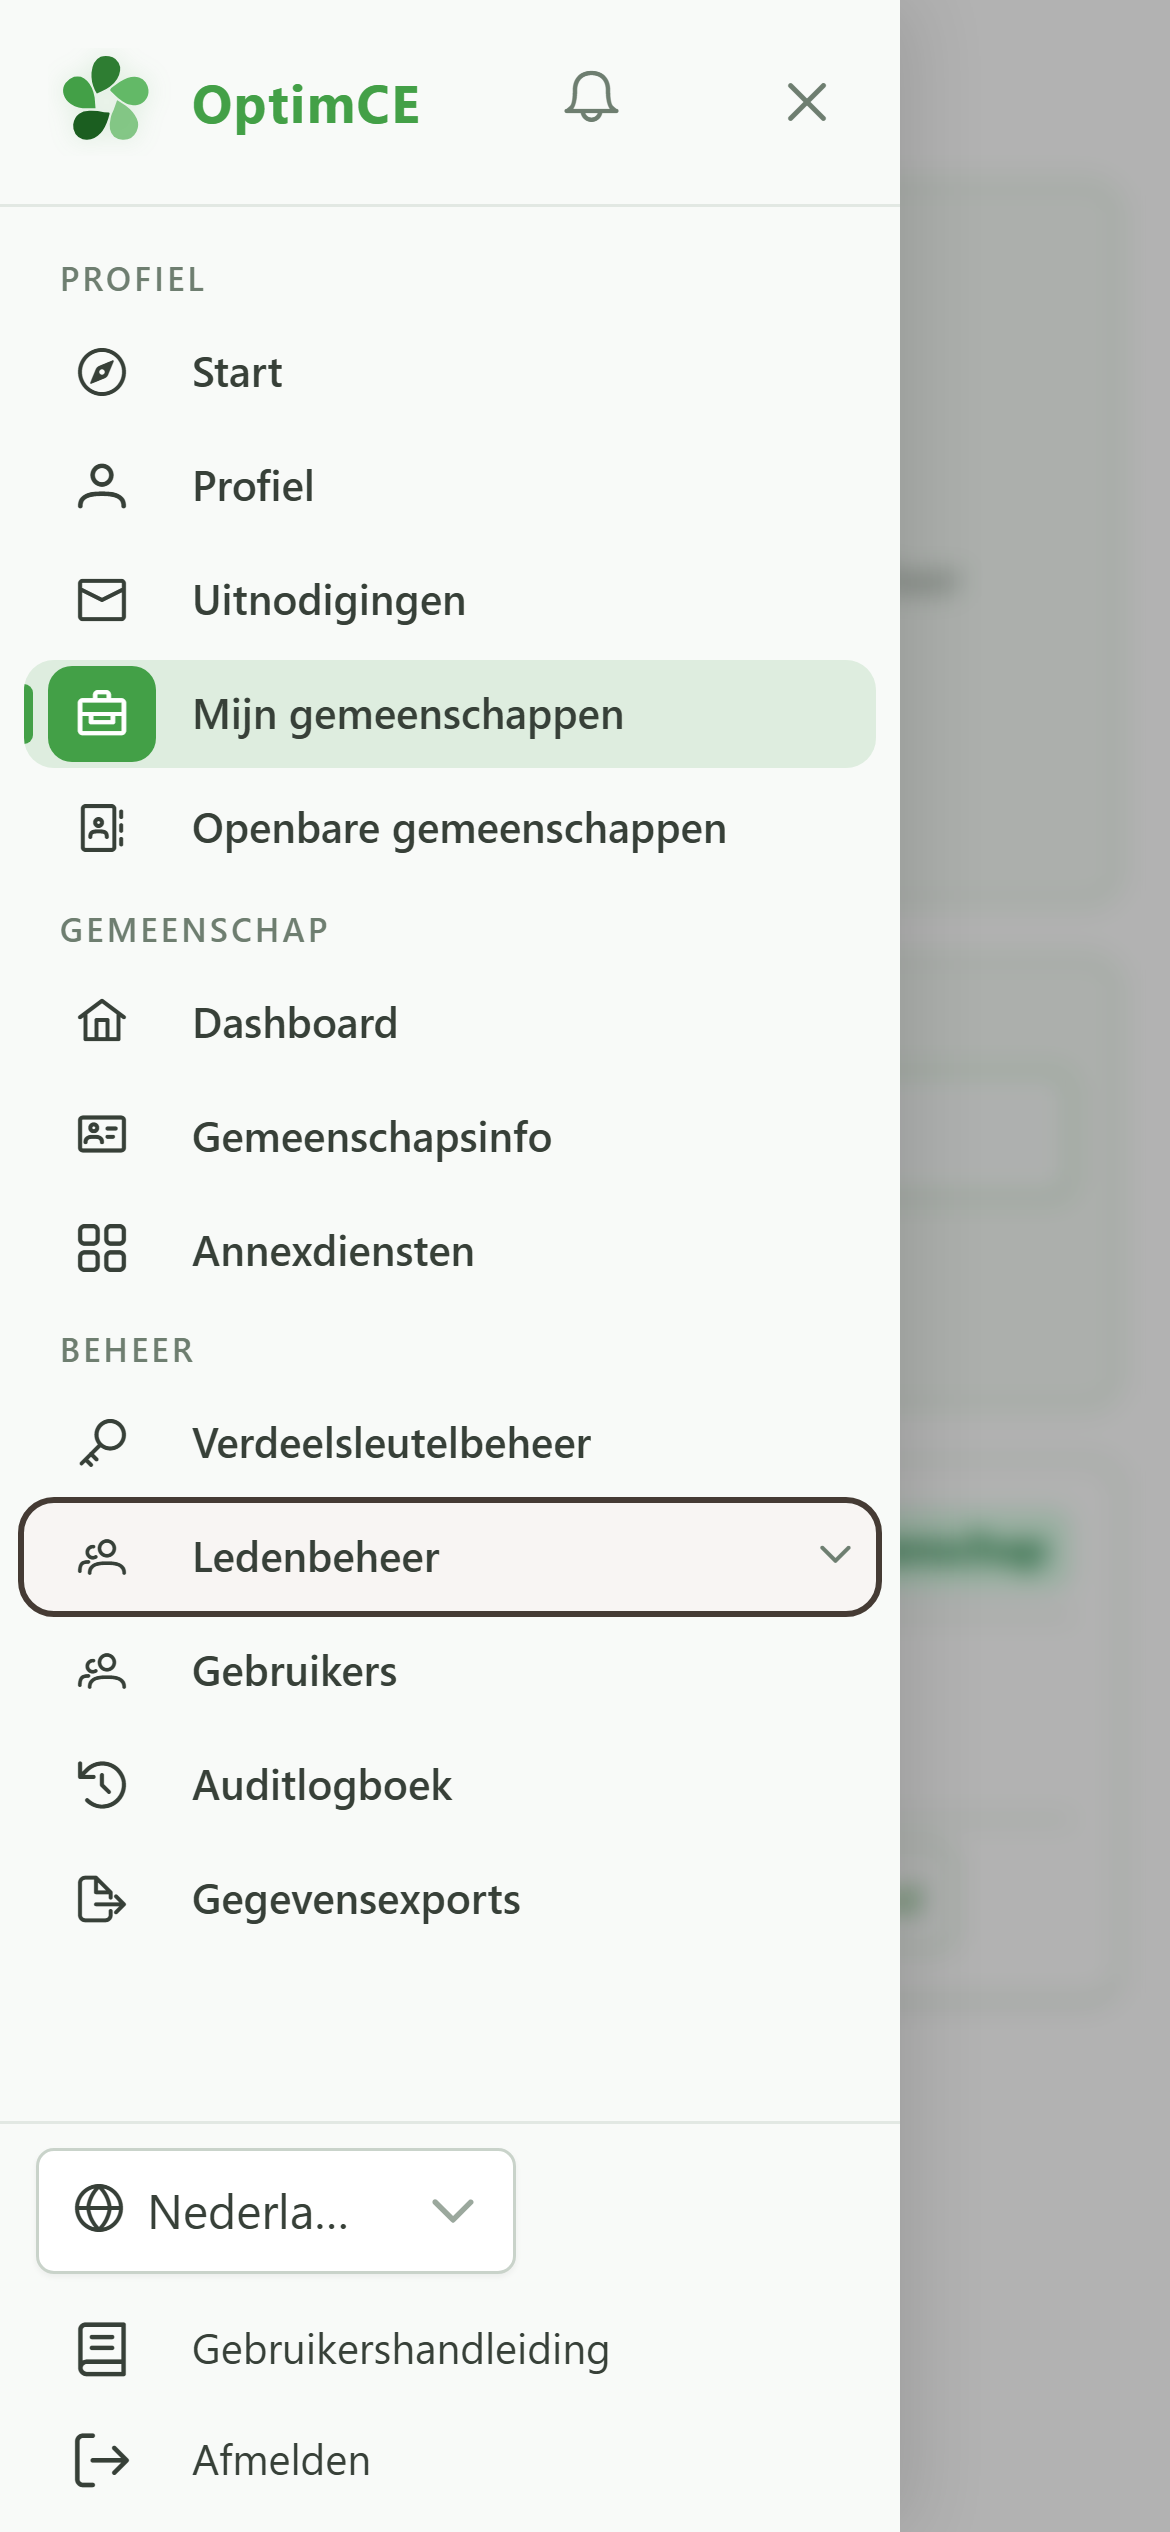 OptimCE
PROFIEL
Start
Profiel
Uitnodigingen
Mijn gemeenschappen
Openbare gemeenschappen
GEMEENSCHAP
Dashboard
Gemeenschapsinfo
Annexdiensten
BEHEER
Verdeelsleutelbeheer
Ledenbeheer
Gebruikers
Auditlogboek
Gegevensexports
Nederla...
Gebruikershandleiding
Afmelden